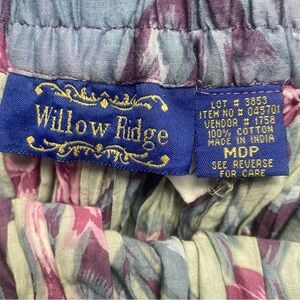 Willow Ridge
LOT # 3853
ITEM NO # 045701
VENDOR # 1758
100% COTTON
MADE IN INDIA
MDP
SEE REVERSE
FOR CARE